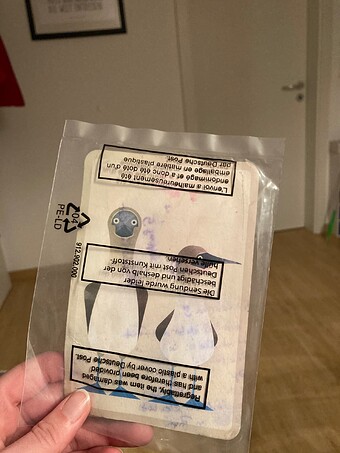 Regrettably, the item was damaged
and has therefore been provided
with a plastic cover by Deutsche Post.
Die Sendung wurde leider
beschädigt und deshalb von der
Deutschen Post mit Kunststoff-
L'envoi a malheureusement été
endommagé et a donc été doté d'un
emballage en matière plastique
par Deutsche Post.
04
PE-LD
912-902-000